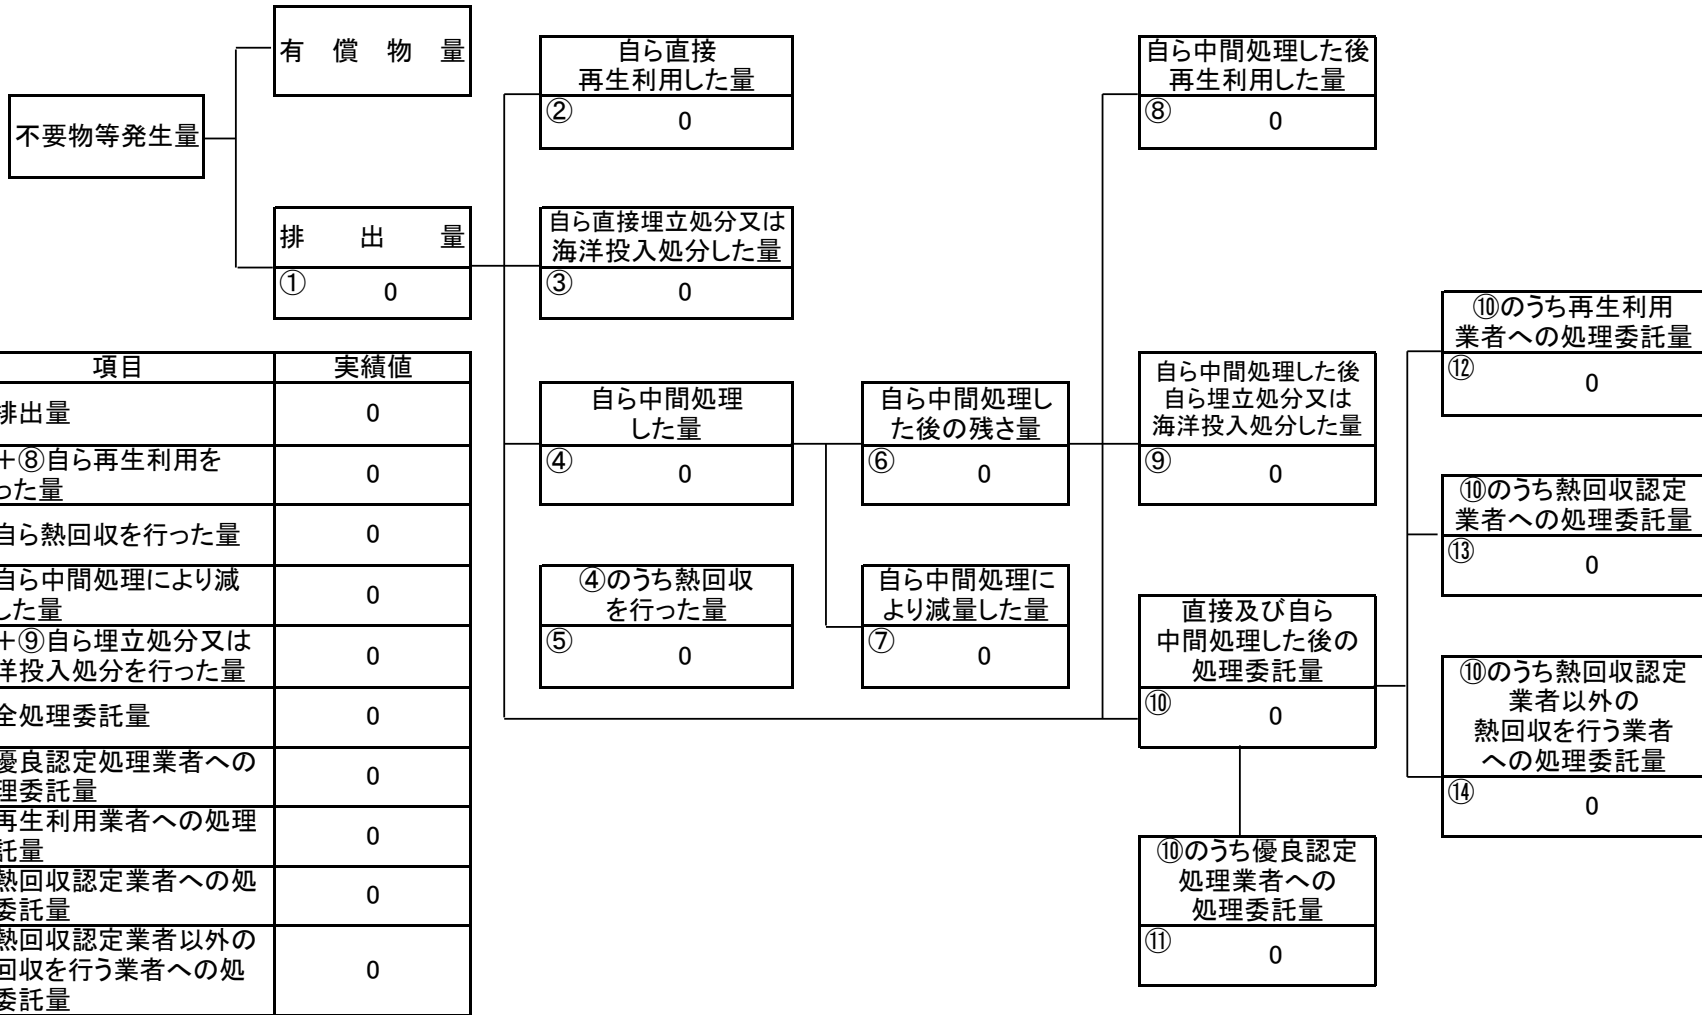 有償物量
不要物等発生量
排出量
①
0
自ら直接
再生利用した量
②
0
自ら直接埋立処分又は
海洋投入処分した量
③
0
自ら中間処理
した量
④
0
④のうち熱回収
を行った量
⑤
0
自ら中間処理し
た後の残さ量
⑥
0
自ら中間処理に
より減量した量
⑦
0
自ら中間処理した後
再生利用した量
⑧
0
自ら中間処理した後
自ら埋立処分又は
海洋投入処分した量
⑨
0
直接及び自ら
中間処理した後の
処理委託量
⑩
0
⑩のうち優良認定
処理業者への
処理委託量
⑪
0
⑩のうち再生利用
業者への処理委託量
⑫
0
⑩のうち熱回収認定
業者への処理委託量
⑬
0
⑩のうち熱回収認定
業者以外の
熱回収を行う業者
への処理委託量
⑭
0
項目 実績値
排出量 0
+⑧自ら再生利用を
った量 0
自ら熱回収を行った量 0
自ら中間処理により減
した量 0
+⑨自ら埋立処分又は
洋投入処分を行った量 0
全処理委託量 0
優良認定処理業者への
理委託量 0
再生利用業者への処理
託量 0
熱回収認定業者への処
委託量 0
熱回収認定業者以外の
回収を行う業者への処
委託量 0